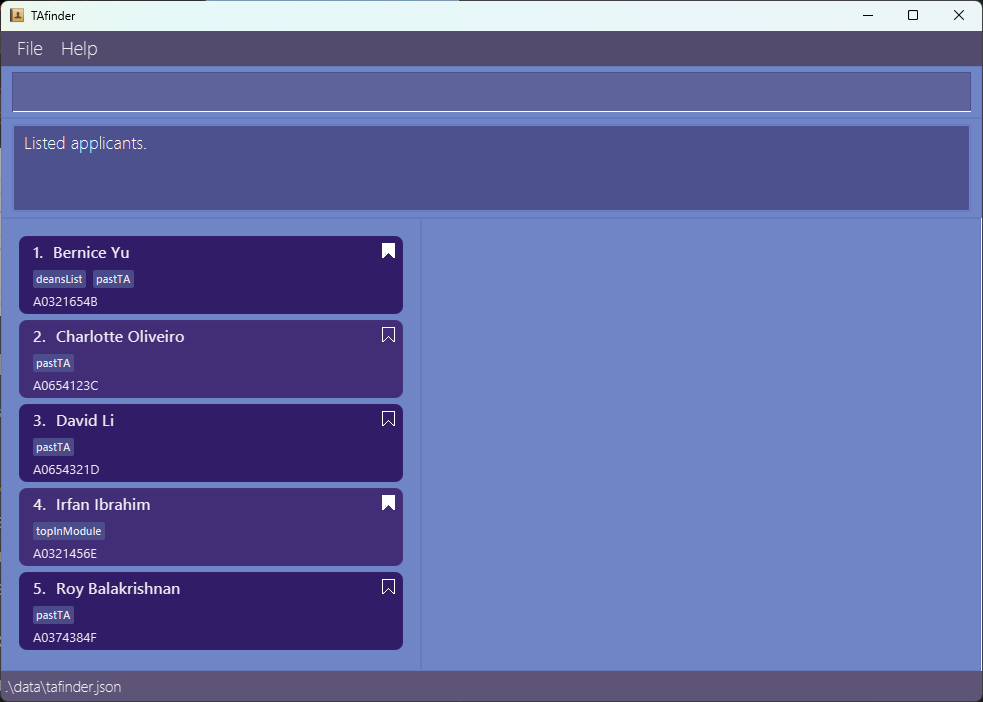 TAfinder
File Help
Listed applicants.
1. Bernice Yu
deansList pastTA
A0321654B
2. Charlotte Oliveiro
pastTA
A0654123C
3. David Li
pastTA
A0654321D
4. Irfan Ibrahim
topInModule
A0321456E
5. Roy Balakrishnan
pastTA
A0374384F
.\data\tafinder.json